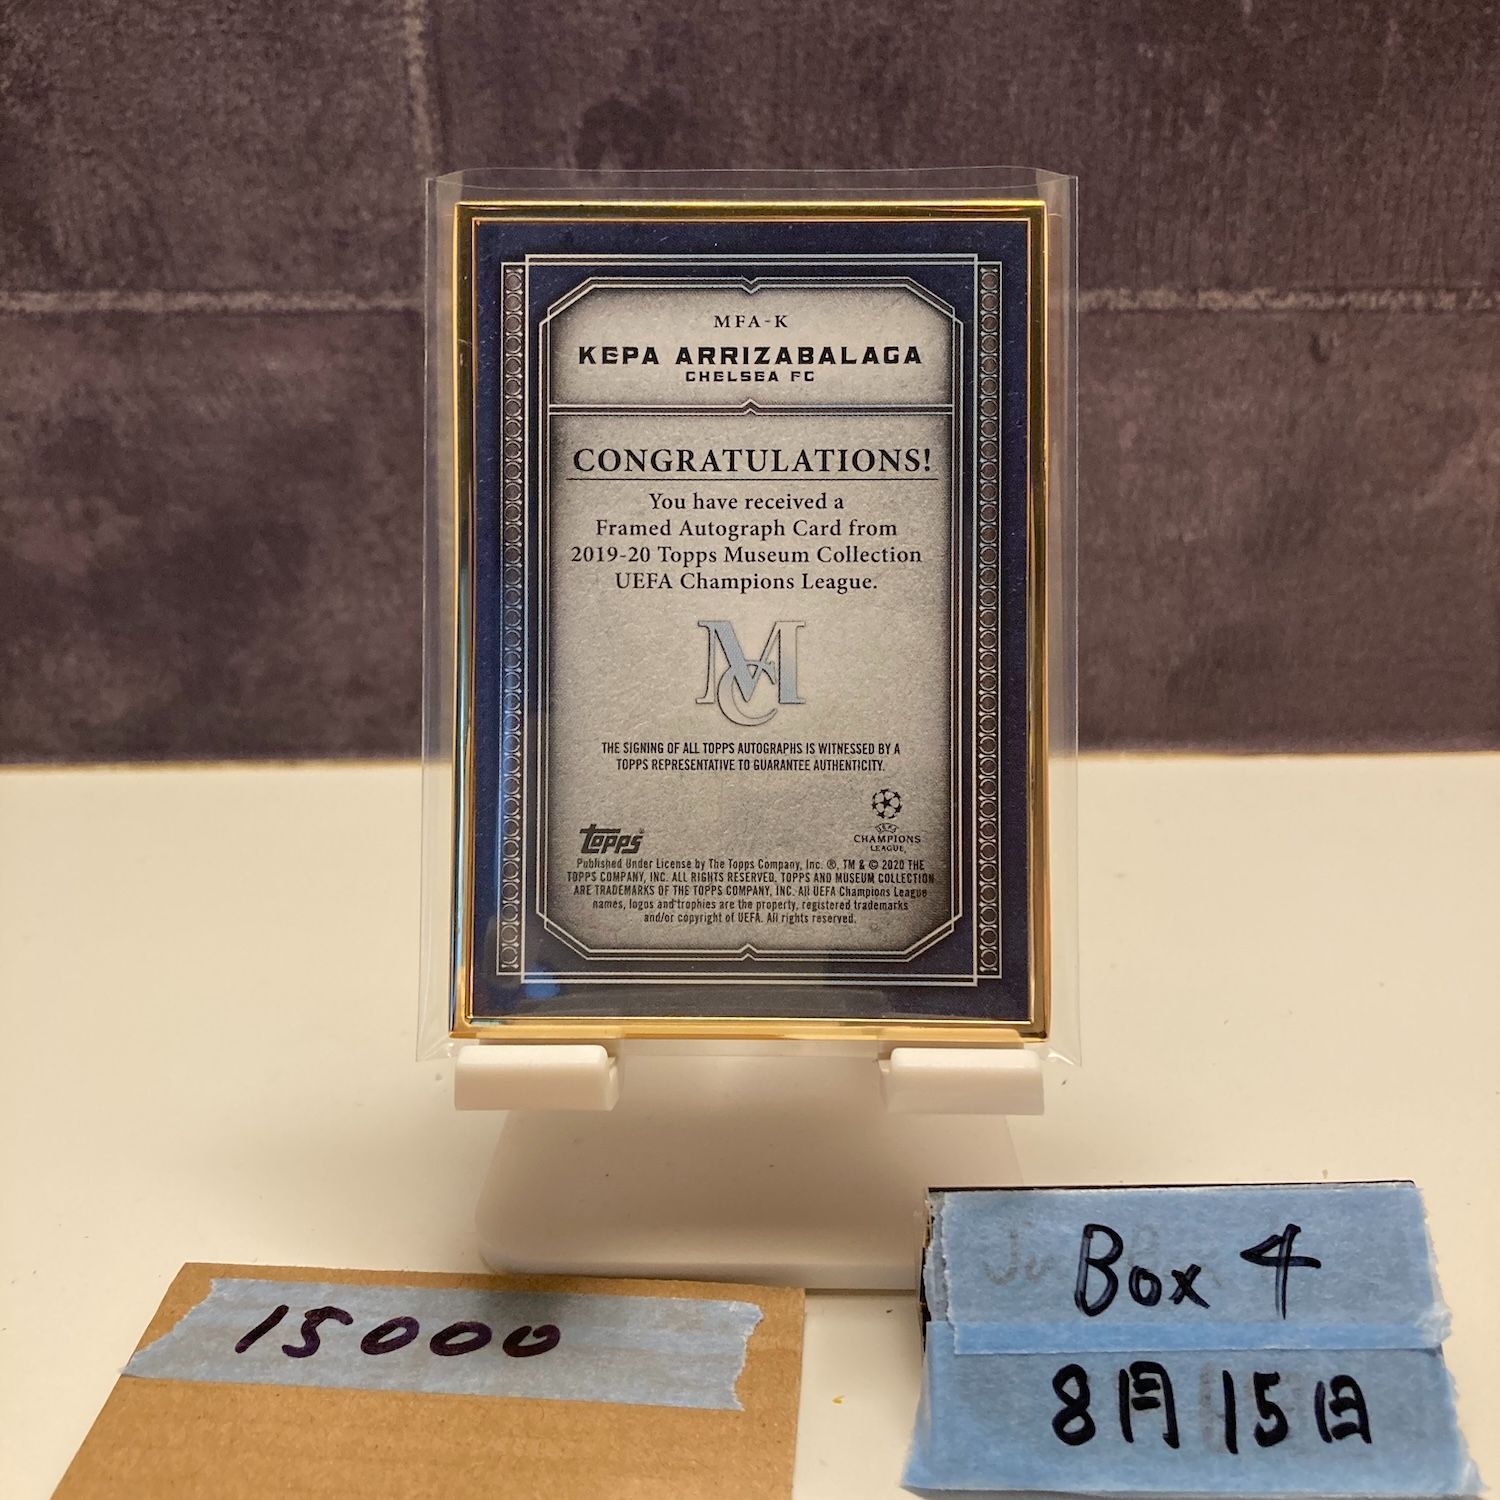 MFA-K
KEPA ARRIZABALAGA
CHELSEA FC
CONGRATULATIONS!
You have received a
Framed Autograph Card from
2019-20 Topps Museum Collection
UEFA Champions League.
MC
THE SIGNING OF ALL TOPPS AUTOGRAPHS IS WITNESSED BY A
TOPPS REPRESENTATIVE TO GUARANTEE AUTHENTICITY.
topps
UEFA
CHAMPIONS
LEAGUE
Published Under License by The Topps Company, Inc. ®, TM & © 2020 THE
TOPPS COMPANY, INC. ALL RIGHTS RESERVED. TOPPS AND MUSEUM COLLECTION
ARE TRADEMARKS OF THE TOPPS COMPANY, INC. All UEFA Champions League
names, logos and trophies are the property, registered trademarks
and/or copyright of UEFA. All rights reserved.
15000
Box 4
8月15日